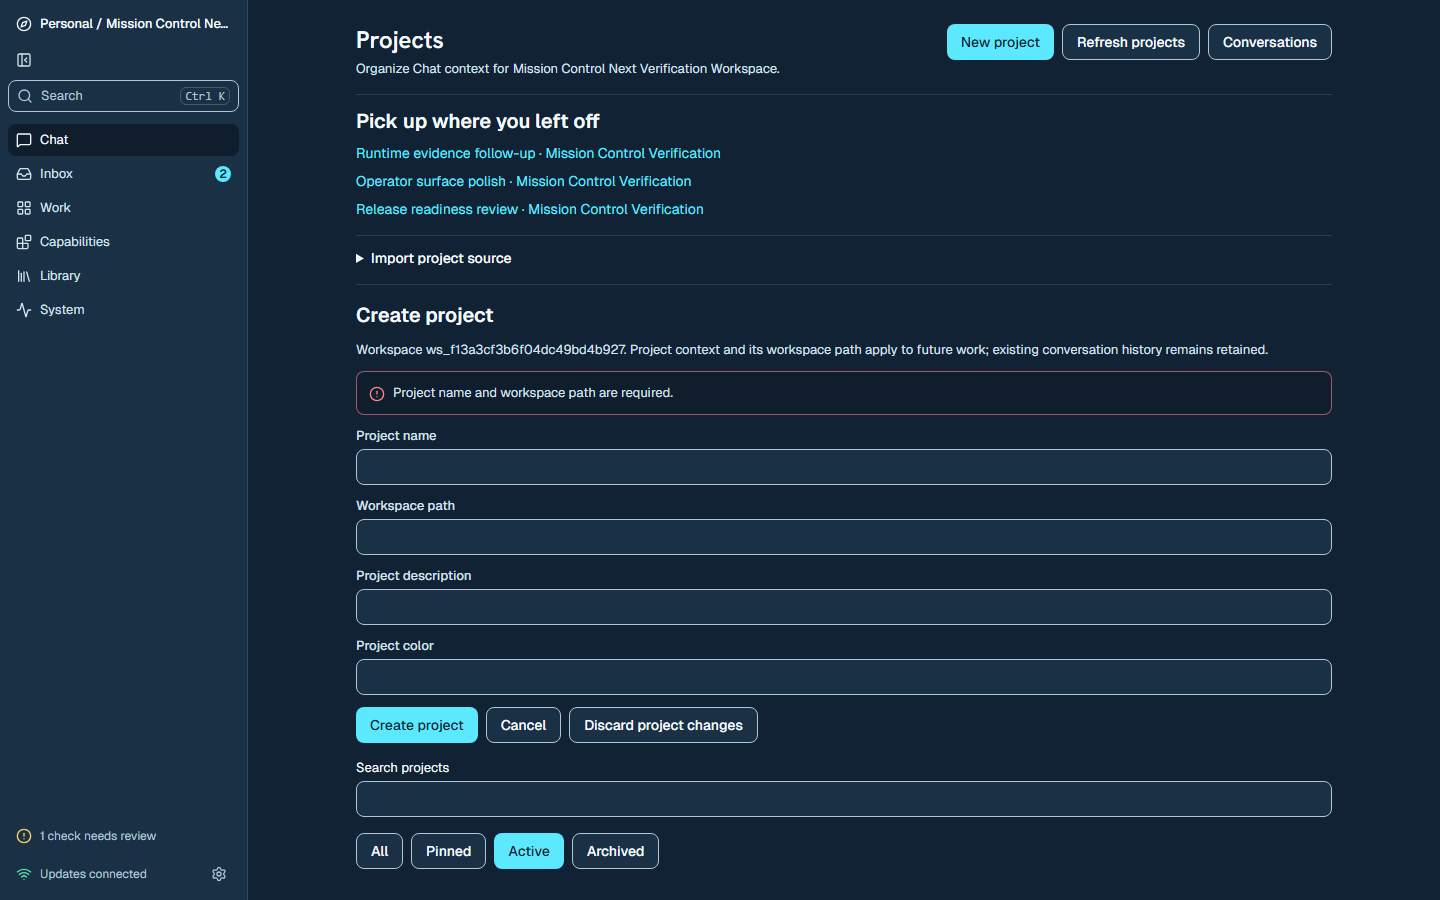 Personal / Mission Control Ne...
Search
Ctrl K
Chat
Inbox
2
Work
Capabilities
Library
System
1 check needs review
Updates connected
Projects
Organize Chat context for Mission Control Next Verification Workspace.
New project
Refresh projects
Conversations
Pick up where you left off
Runtime evidence follow-up · Mission Control Verification
Operator surface polish · Mission Control Verification
Release readiness review · Mission Control Verification
Import project source
Create project
Workspace ws_f13a3cf3b6f04dc49bd4b927. Project context and its workspace path apply to future work; existing conversation history remains retained.
Project name and workspace path are required.
Project name
Workspace path
Project description
Project color
Create project
Cancel
Discard project changes
Search projects
All
Pinned
Active
Archived